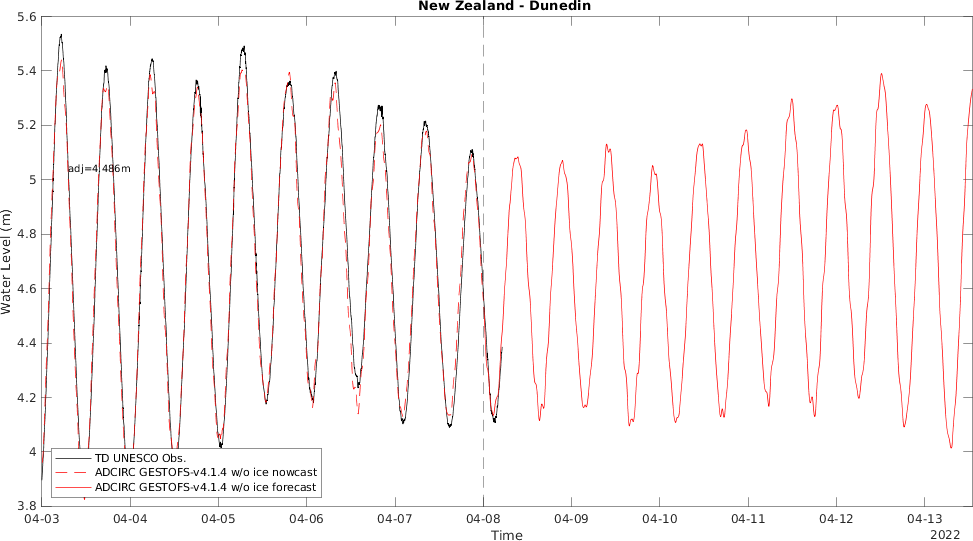 New Zealand - Dunedin
5.6
5.4
5.2
5
4.8
4.6
4.4
4.2
4
3.8
Water Level (m)
adj=4.486m
TD UNESCO Obs.
ADCIRC GESTOFS-v4.1.4 w/o ice nowcast
ADCIRC GESTOFS-v4.1.4 w/o ice forecast
04-03 04-04 04-05 04-06 04-07 04-08 04-09 04-10 04-11 04-12 04-13
Time
2022